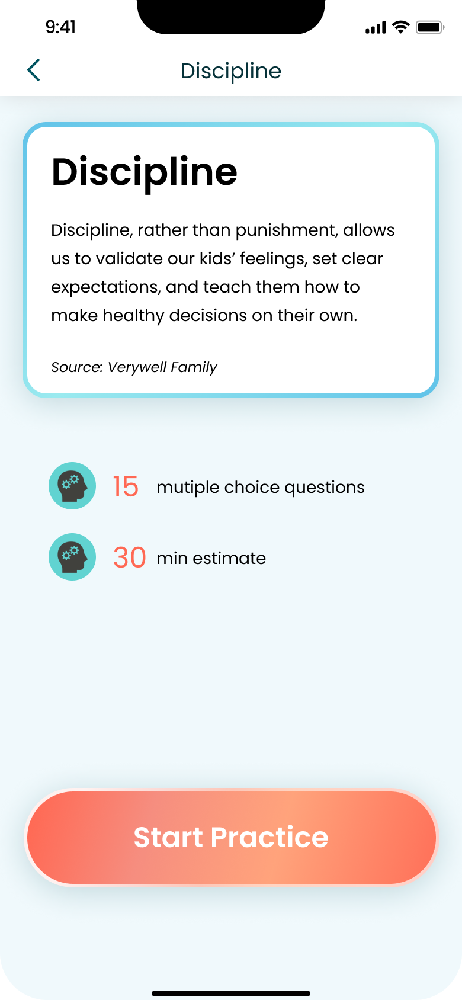 9:41
Discipline
Discipline
Discipline, rather than punishment, allows
us to validate our kids’ feelings, set clear
expectations, and teach them how to
make healthy decisions on their own.
Source: Verywell Family
15 mutiple choice questions
30 min estimate
Start Practice